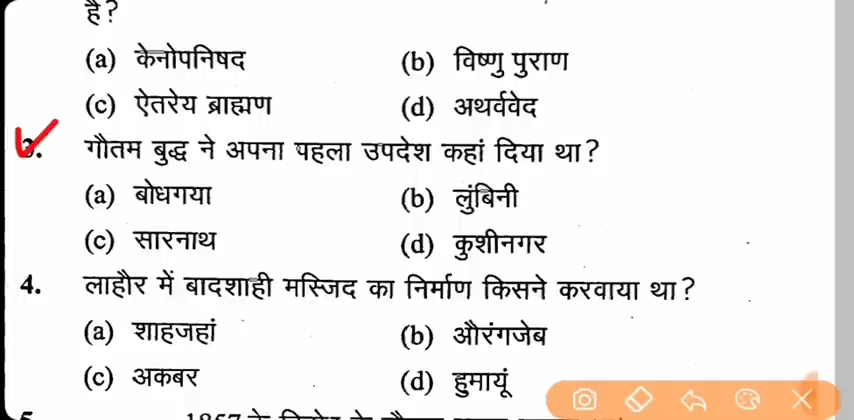 है?
(a) केनोपनिषद (b) विष्णु पुराण
(c) ऐतरेय ब्राह्मण (d) अथर्ववेद
3. गौतम बुद्ध ने अपना पहला उपदेश कहां दिया था?
(a) बोधगया (b) लुंबिनी
(c) सारनाथ (d) कुशीनगर
4. लाहौर में बादशाही मस्जिद का निर्माण किसने करवाया था?
(a) शाहजहां (b) औरंगजेब
(c) अकबर (d) हुमायूं